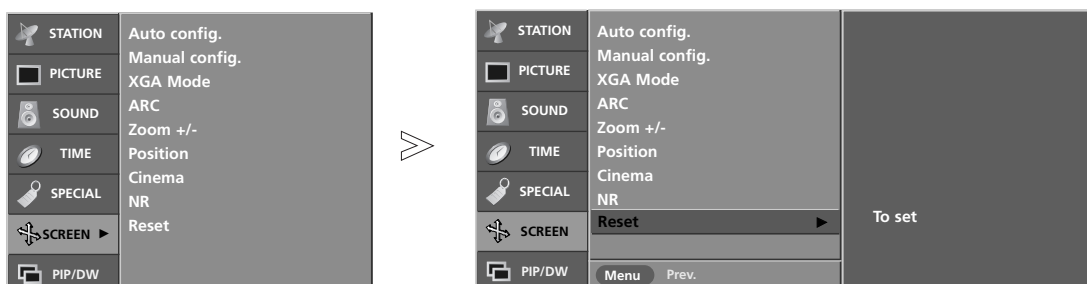 STATION
PICTURE
SOUND
TIME
SPECIAL
SCREEN ►
PIP/DW
Auto config.
Manual config.
XGA Mode
ARC
Zoom +/-
Position
Cinema
NR
Reset
STATION
PICTURE
SOUND
TIME
SPECIAL
SCREEN
PIP/DW
Auto config.
Manual config.
XGA Mode
ARC
Zoom +/-
Position
Cinema
NR
Reset ►
Menu Prev.
To set